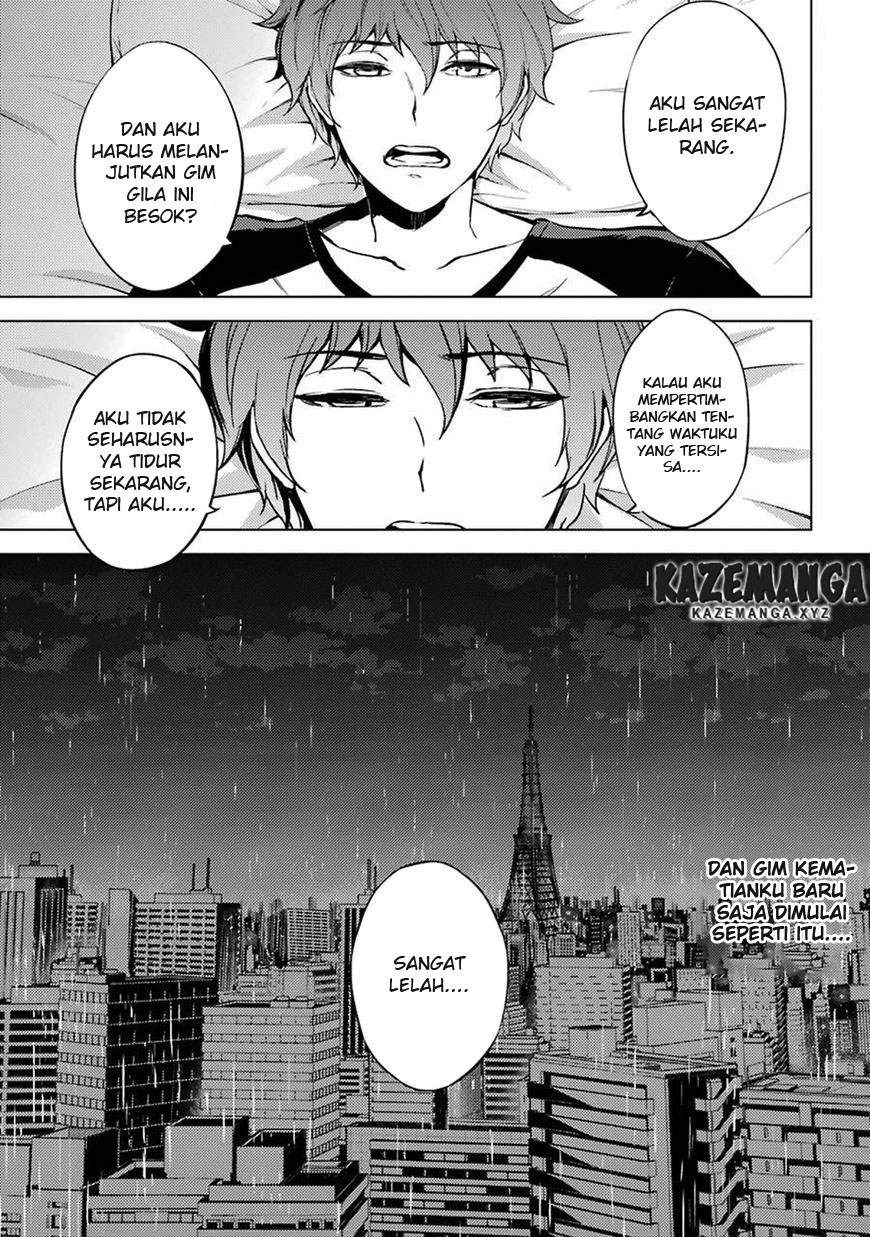 AKU SANGAT
LELAH SEKA-
RANG.
DAN AKU
HARUS MELAN-
JUTKAN GIM
GILA INI
BESOK?
KALAU AKU
MEMPERTIM-
BANGKAN TEN-
TANG WAKTUKU
YANG TERSI-
SA....
AKU TIDAK
SEHARUSN-
YA TIDUR
SEKARANG,
TAPI AKU.....
KAZEMANGA
KAZEMANGA.XYZ
DAN GIM KEMA-
TIANKU BARU
SAJA DIMULAI
SEPERTI ITU....
SANGAT
LELAH....